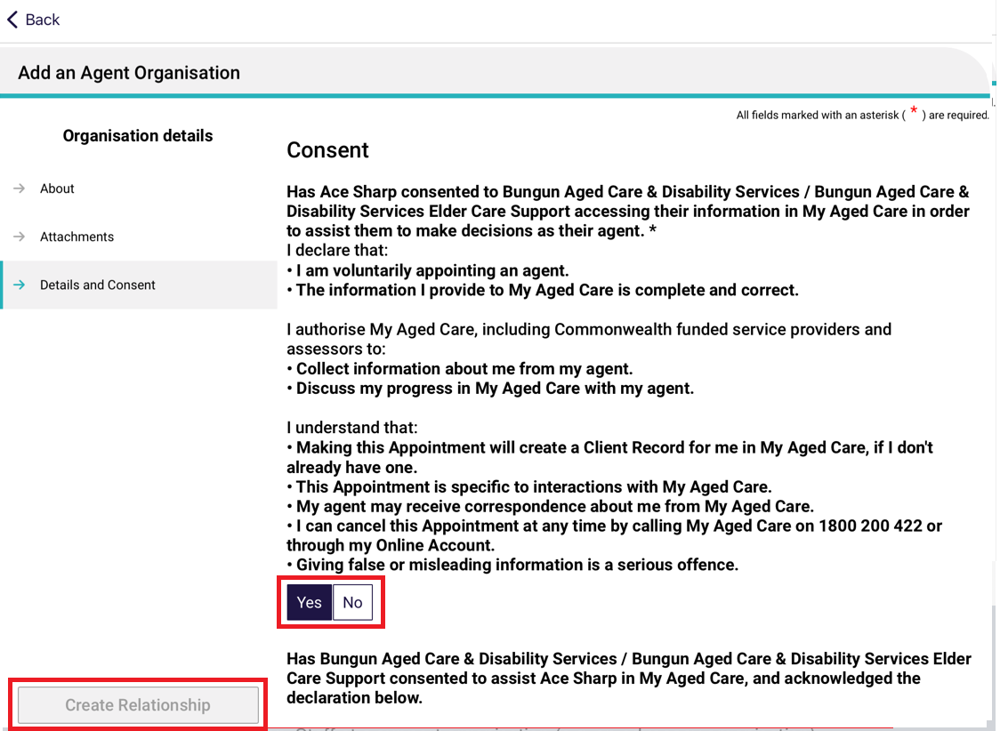 Back
Add an Agent Organisation
All fields marked with an asterisk ( * ) are required.
Organisation details
→ About
→ Attachments
→ Details and Consent
Consent
Has Ace Sharp consented to Bungun Aged Care & Disability Services / Bungun Aged Care &
Disability Services Elder Care Support accessing their information in My Aged Care in order
to assist them to make decisions as their agent. *
I declare that:
• I am voluntarily appointing an agent.
• The information I provide to My Aged Care is complete and correct.
I authorise My Aged Care, including Commonwealth funded service providers and
assessors to:
• Collect information about me from my agent.
• Discuss my progress in My Aged Care with my agent.
I understand that:
• Making this Appointment will create a Client Record for me in My Aged Care, if I don't
already have one.
• This Appointment is specific to interactions with My Aged Care.
• My agent may receive correspondence about me from My Aged Care.
• I can cancel this Appointment at any time by calling My Aged Care on 1800 200 422 or
through my Online Account.
• Giving false or misleading information is a serious offence.
Yes No
Has Bungun Aged Care & Disability Services / Bungun Aged Care & Disability Services Elder
Care Support consented to assist Ace Sharp in My Aged Care, and acknowledged the
declaration below.
Create Relationship